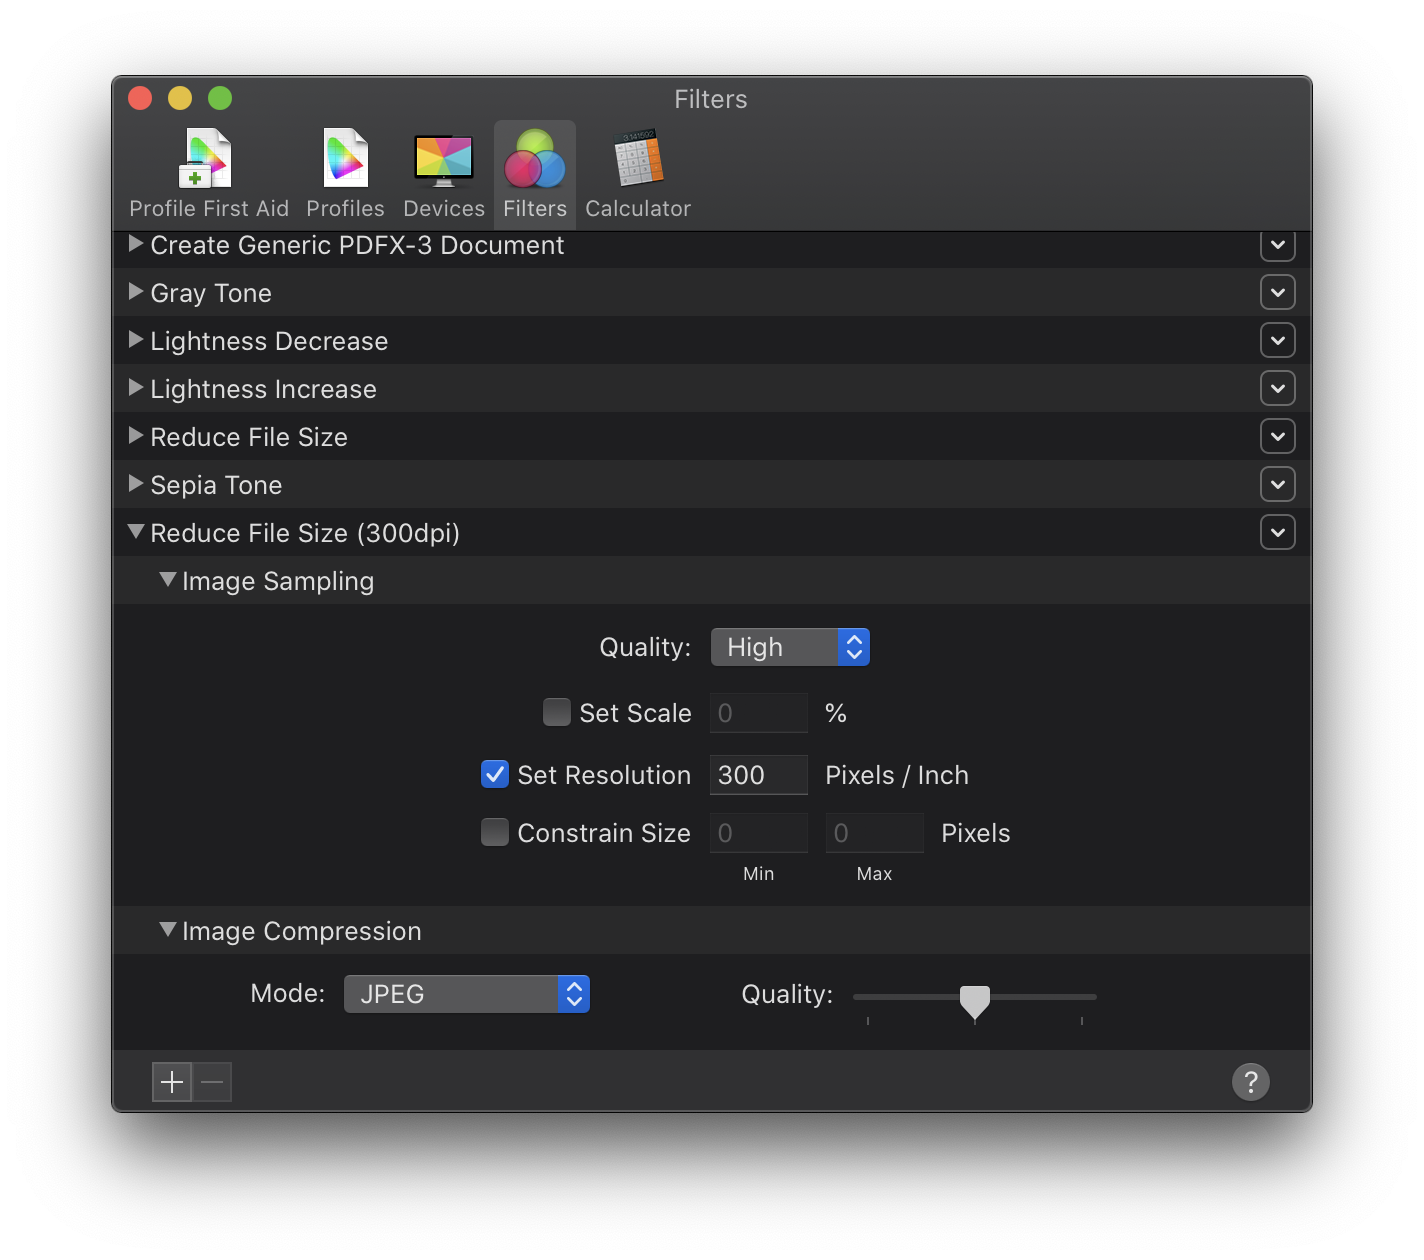 Filters
Profile First Aid Profiles Devices Filters Calculator
Create Generic PDFX-3 Document
Gray Tone
Lightness Decrease
Lightness Increase
Reduce File Size
Sepia Tone
Reduce File Size (300dpi)
Image Sampling
Quality: High
Set Scale 0 %
Set Resolution 300 Pixels / Inch
Constrain Size 0 0 Pixels
Min Max
Image Compression
Mode: JPEG Quality:
?